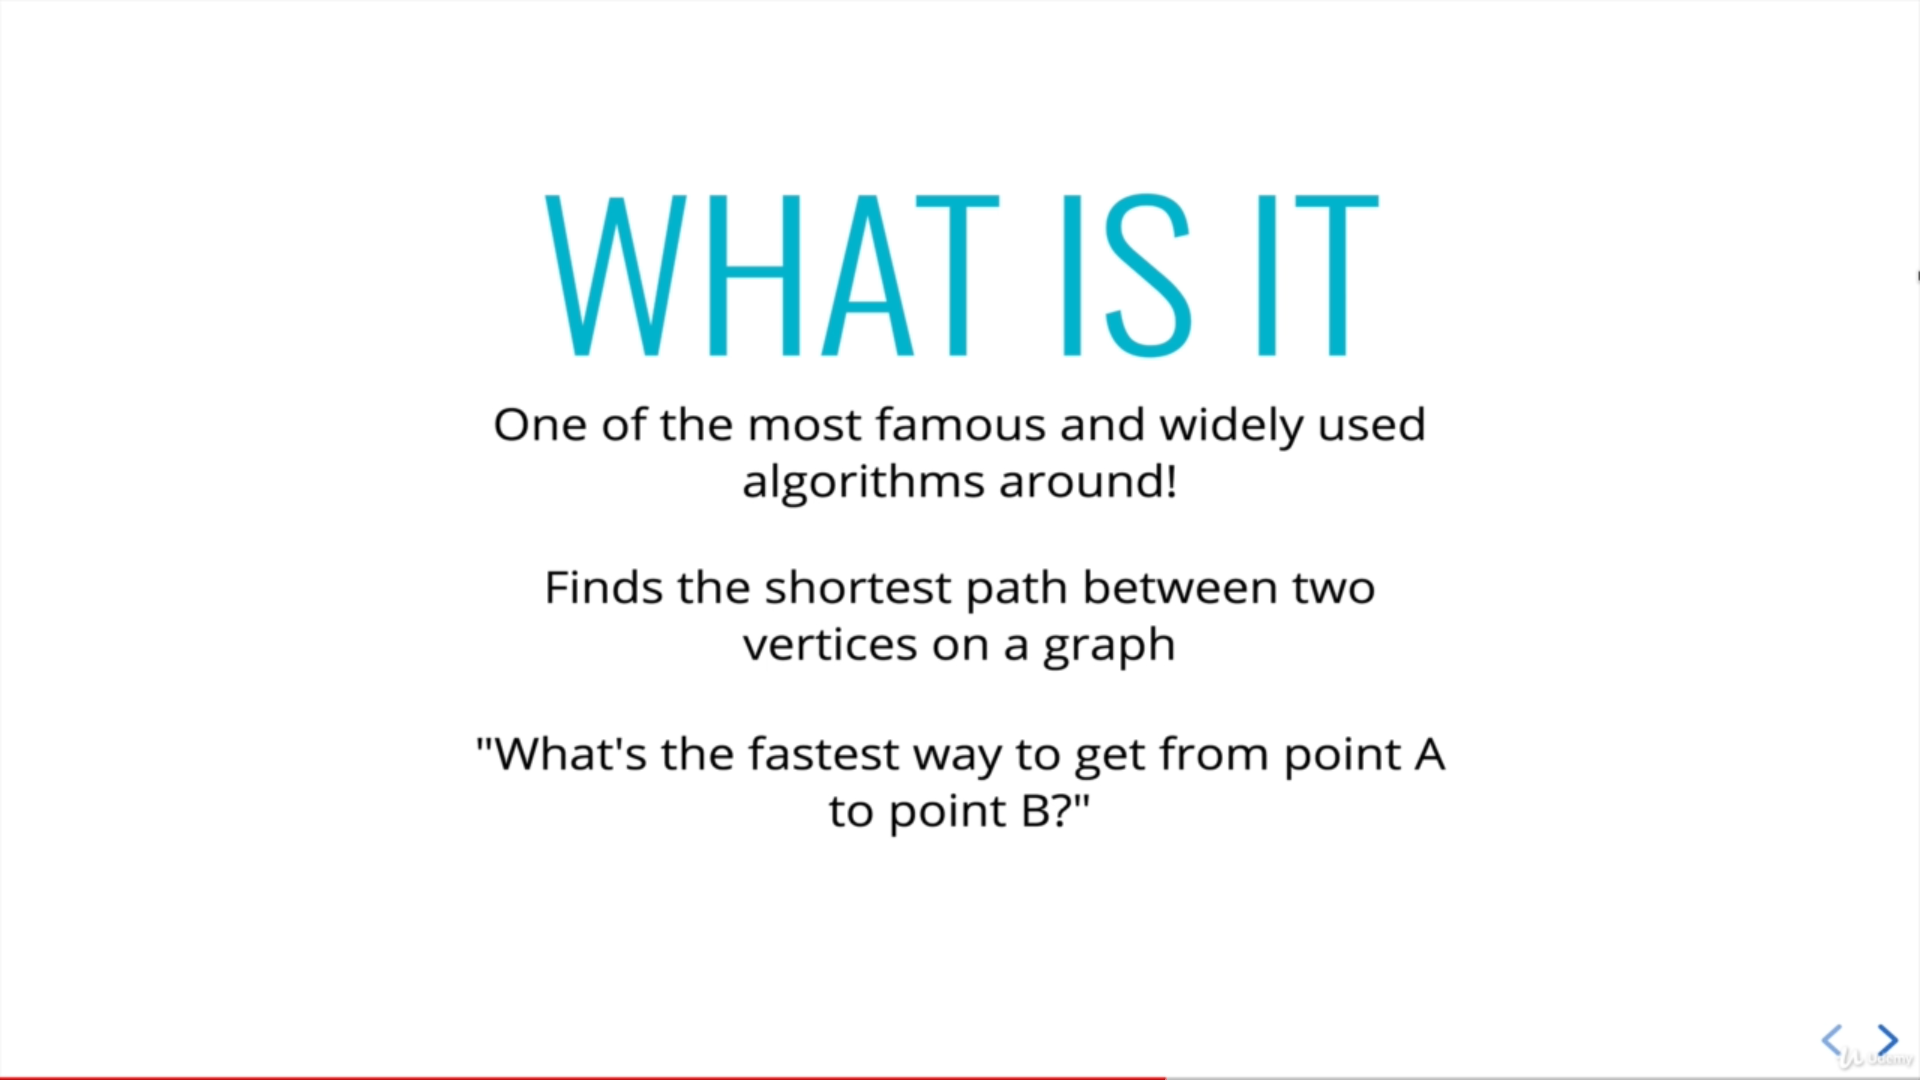 WHAT IS IT
One of the most famous and widely used
algorithms around!
Finds the shortest path between two
vertices on a graph
"What's the fastest way to get from point A
to point B?"
Udemy